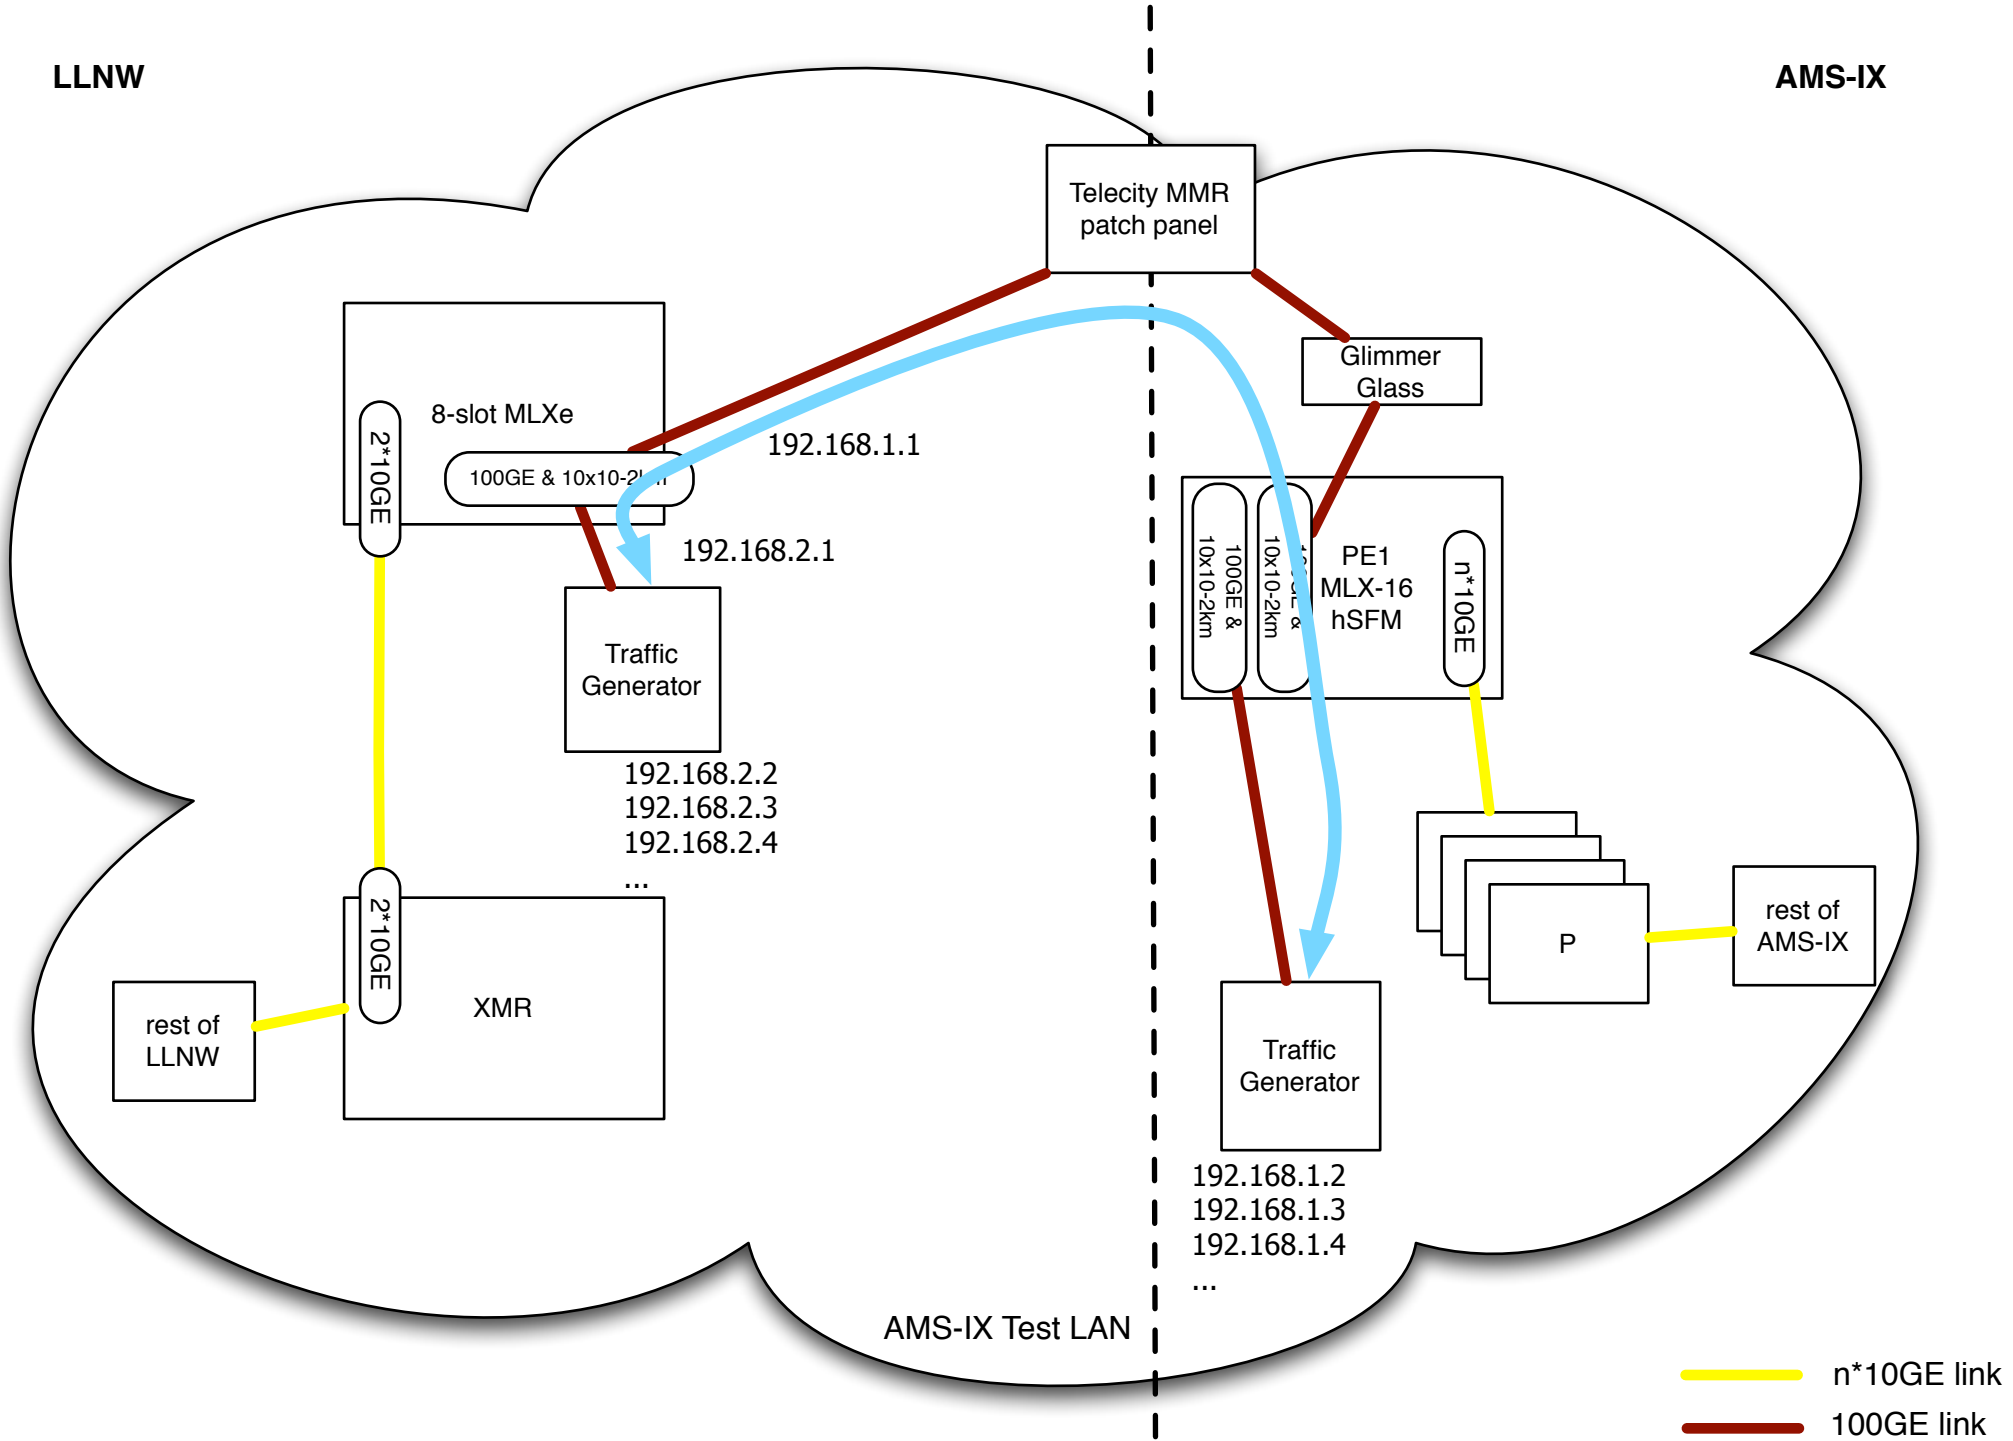 LLNW
AMS-IX
Telecity MMR
patch panel
Glimmer
Glass
8-slot MLXe
2*10GE
100GE & 10x10-2
192.168.1.1
192.168.2.1
100GE &
10x10-2km
&
10x10-2km
PE1
MLX-16
hSFM
n*10GE
Traffic
Generator
192.168.2.2
192.168.2.3
192.168.2.4
...
2*10GE
XMR
rest of
LLNW
P
rest of
AMS-IX
Traffic
Generator
192.168.1.2
192.168.1.3
192.168.1.4
...
AMS-IX Test LAN
n*10GE link
100GE link